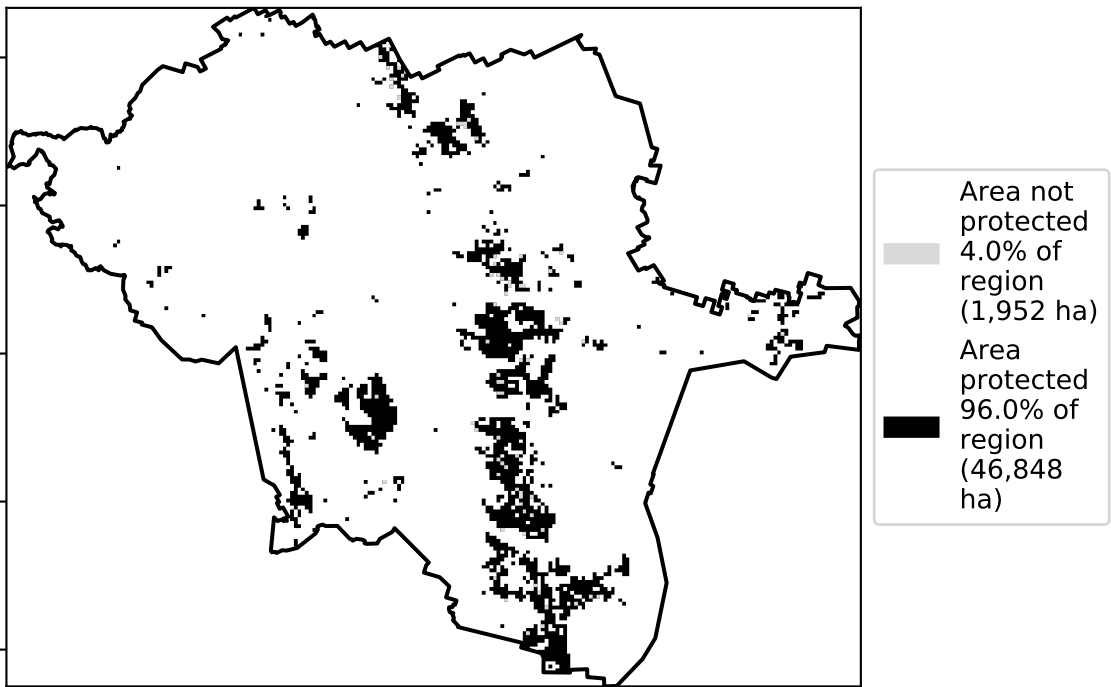 Area not
protected
4.0% of
region
(1,952 ha)
Area
protected
96.0% of
region
(46,848
ha)